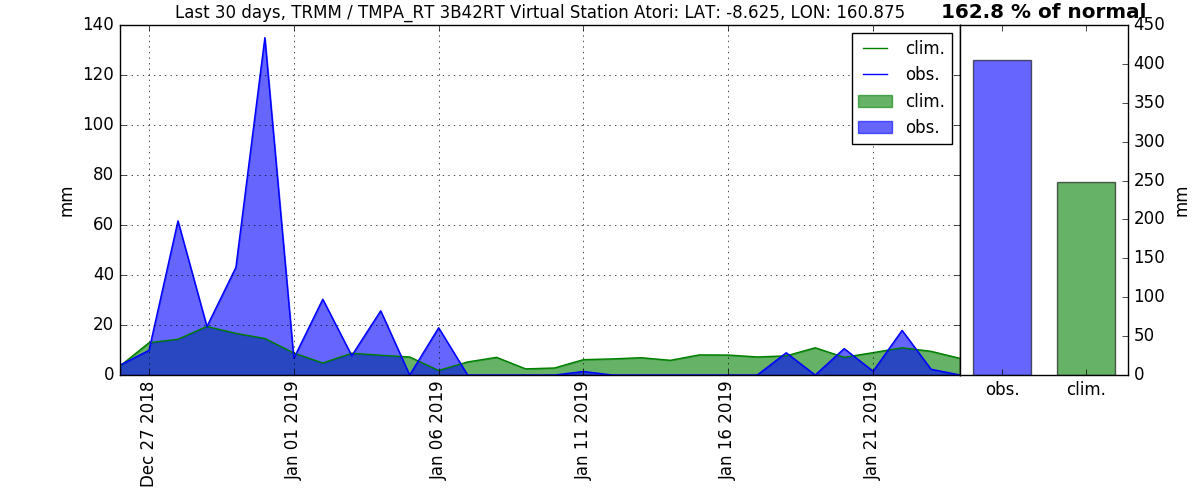 Last 30 days, TRMM / TMPA_RT 3B42RT Virtual Station Atori: LAT: -8.625, LON: 160.875
162.8 % of normal
140
120
100
80
60
40
20
0
mm
Dec 27 2018
Jan 01 2019
Jan 06 2019
Jan 11 2019
Jan 16 2019
Jan 21 2019
clim.
obs.
clim.
obs.
450
400
350
300
250
200
150
100
50
0
mm
obs. clim.